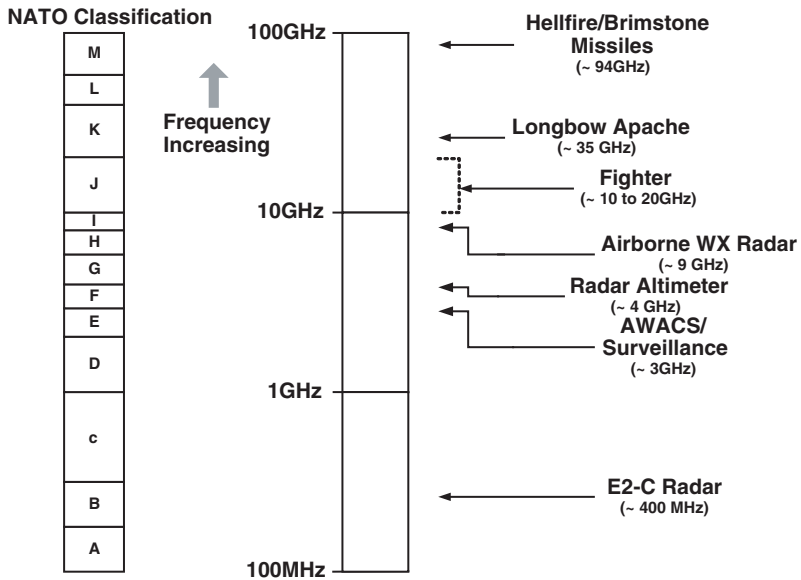 NATO Classification
M
L
K
J
I
H
G
F
E
D
c
B
A
Frequency
Increasing
100GHz
10GHz
1GHz
100MHz
Hellfire/Brimstone
Missiles
(~ 94GHz)
Longbow Apache
(~ 35 GHz)
Fighter
(~ 10 to 20GHz)
Airborne WX Radar
(~ 9 GHz)
Radar Altimeter
(~ 4 GHz)
AWACS/
Surveillance
(~ 3GHz)
E2-C Radar
(~ 400 MHz)